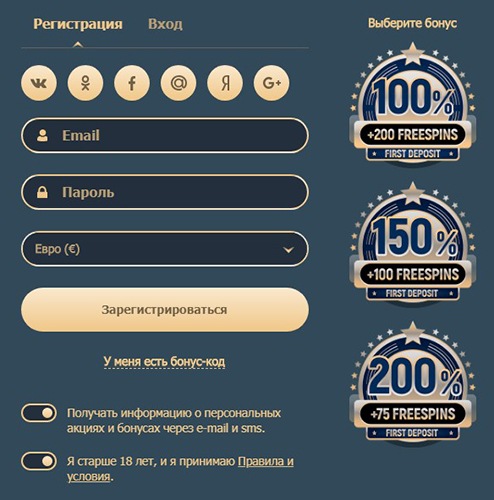 Регистрация
Вход
Email
Пароль
Евро (€)
Зарегистрироваться
У меня есть бонус-код
Получать информацию о персональных
акциях и бонусах через e-mail и sms.
Я старше 18 лет, и я принимаю Правила и
условия.
Выберите бонус
100%
+200 FREESPINS
FIRST DEPOSIT
150%
+100 FREESPINS
FIRST DEPOSIT
200%
+75 FREESPINS
FIRST DEPOSIT